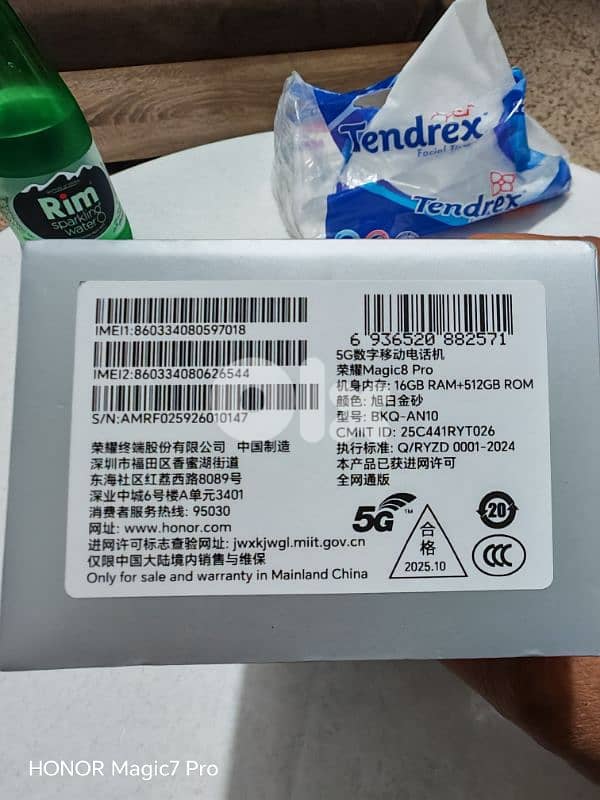 Rim
sparkling
water
Tendrex
Facial
Tendrex
IMEI1:860334080597018
IMEI2:860334080626544
S/N:AMRF025926010147
荣耀终端股份有限公司 中国制造
深圳市福田区香蜜湖街道
东海社区红荔西路8089号
深业中城6号楼A单元3401
消费者服务热线: 95030
网址: www.honor.com
进网许可标志查验网址: jwxkjwgl.miit.gov.cn
仅限中国大陆境内销售与维保
Only for sale and warranty in Mainland China
6 936520 882571
5G数字移动电话机
荣耀Magic8 Pro
机身内存: 16GB RAM+512GB ROM
颜色: 旭日金砂
型号: BKQ-AN10
CMIIT ID: 25C441RYT026
执行标准: Q/RYZD 0001-2024
本产品已获进网许可
全网通版
5G™
合
格
2025.10
20
CCC
HONOR Magic7 Pro